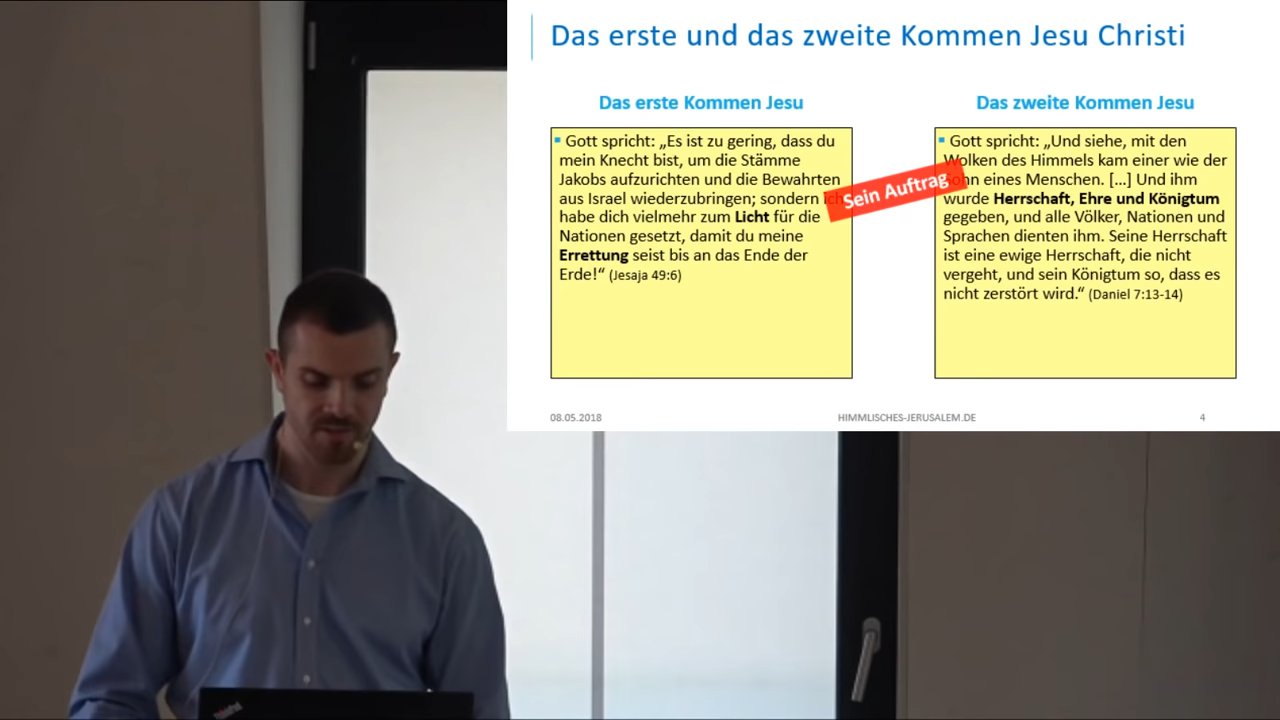 Das erste und das zweite Kommen Jesu Christi
Das erste Kommen Jesu
▪ Gott spricht: „Es ist zu gering, dass du
mein Knecht bist, um die Stämme
Jakobs aufzurichten und die Bewahrten
aus Israel wiederzubringen; sondern ich
habe dich vielmehr zum Licht für die
Nationen gesetzt, damit du meine
Errettung seist bis an das Ende der
Erde!“ (Jesaja 49:6)
Sein Auftrag
Das zweite Kommen Jesu
▪ Gott spricht: „Und siehe, mit den
Wolken des Himmels kam einer wie der
Sohn eines Menschen. […] Und ihm
wurde Herrschaft, Ehre und Königtum
gegeben, und alle Völker, Nationen und
Sprachen dienten ihm. Seine Herrschaft
ist eine ewige Herrschaft, die nicht
vergeht, und sein Königtum so, dass es
nicht zerstört wird.“ (Daniel 7:13-14)
08.05.2018
HIMMLISCHES-JERUSALEM.DE
4
ThinkPad